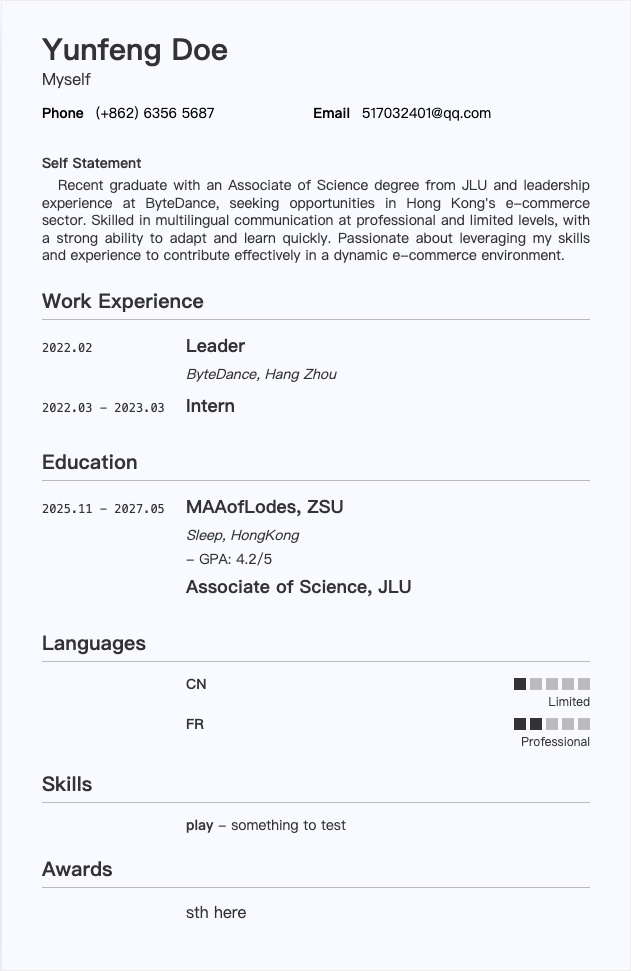 Yunfeng Doe
Myself
Phone (+862) 6356 5687 Email 517032401@qq.com
Self Statement
Recent graduate with an Associate of Science degree from JLU and leadership
experience at ByteDance, seeking opportunities in Hong Kong's e-commerce
sector. Skilled in multilingual communication at professional and limited levels, with
a strong ability to adapt and learn quickly. Passionate about leveraging my skills
and experience to contribute effectively in a dynamic e-commerce environment.
Work Experience
2022.02 Leader
ByteDance, Hang Zhou
2022.03 - 2023.03 Intern
Education
2025.11 - 2027.05 MAAofLodes, ZSU
Sleep, HongKong
- GPA: 4.2/5
Associate of Science, JLU
Languages
CN
Limited
FR
Professional
Skills
play - something to test
Awards
sth here